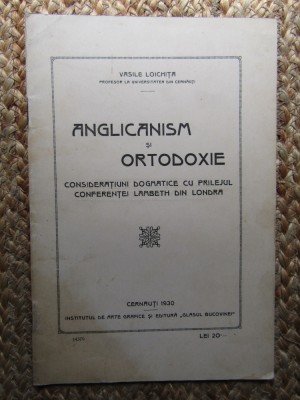 VASILE LOICHIȚA
PROFESOR LA UNIVERSITATEA DIN CERNĂUȚI
ANGLICANISM
ȘI
ORTODOXIE
CONSIDERAȚIUNI DOGMATICE CU PRILEJUL
CONFERENȚEI LAMBETH DIN LONDRA
CERNĂUȚI 1930
INSTITUTUL DE ARTE GRAFICE ȘI EDITURĂ „GLASUL BUCOVINEI"
LEI 20·—